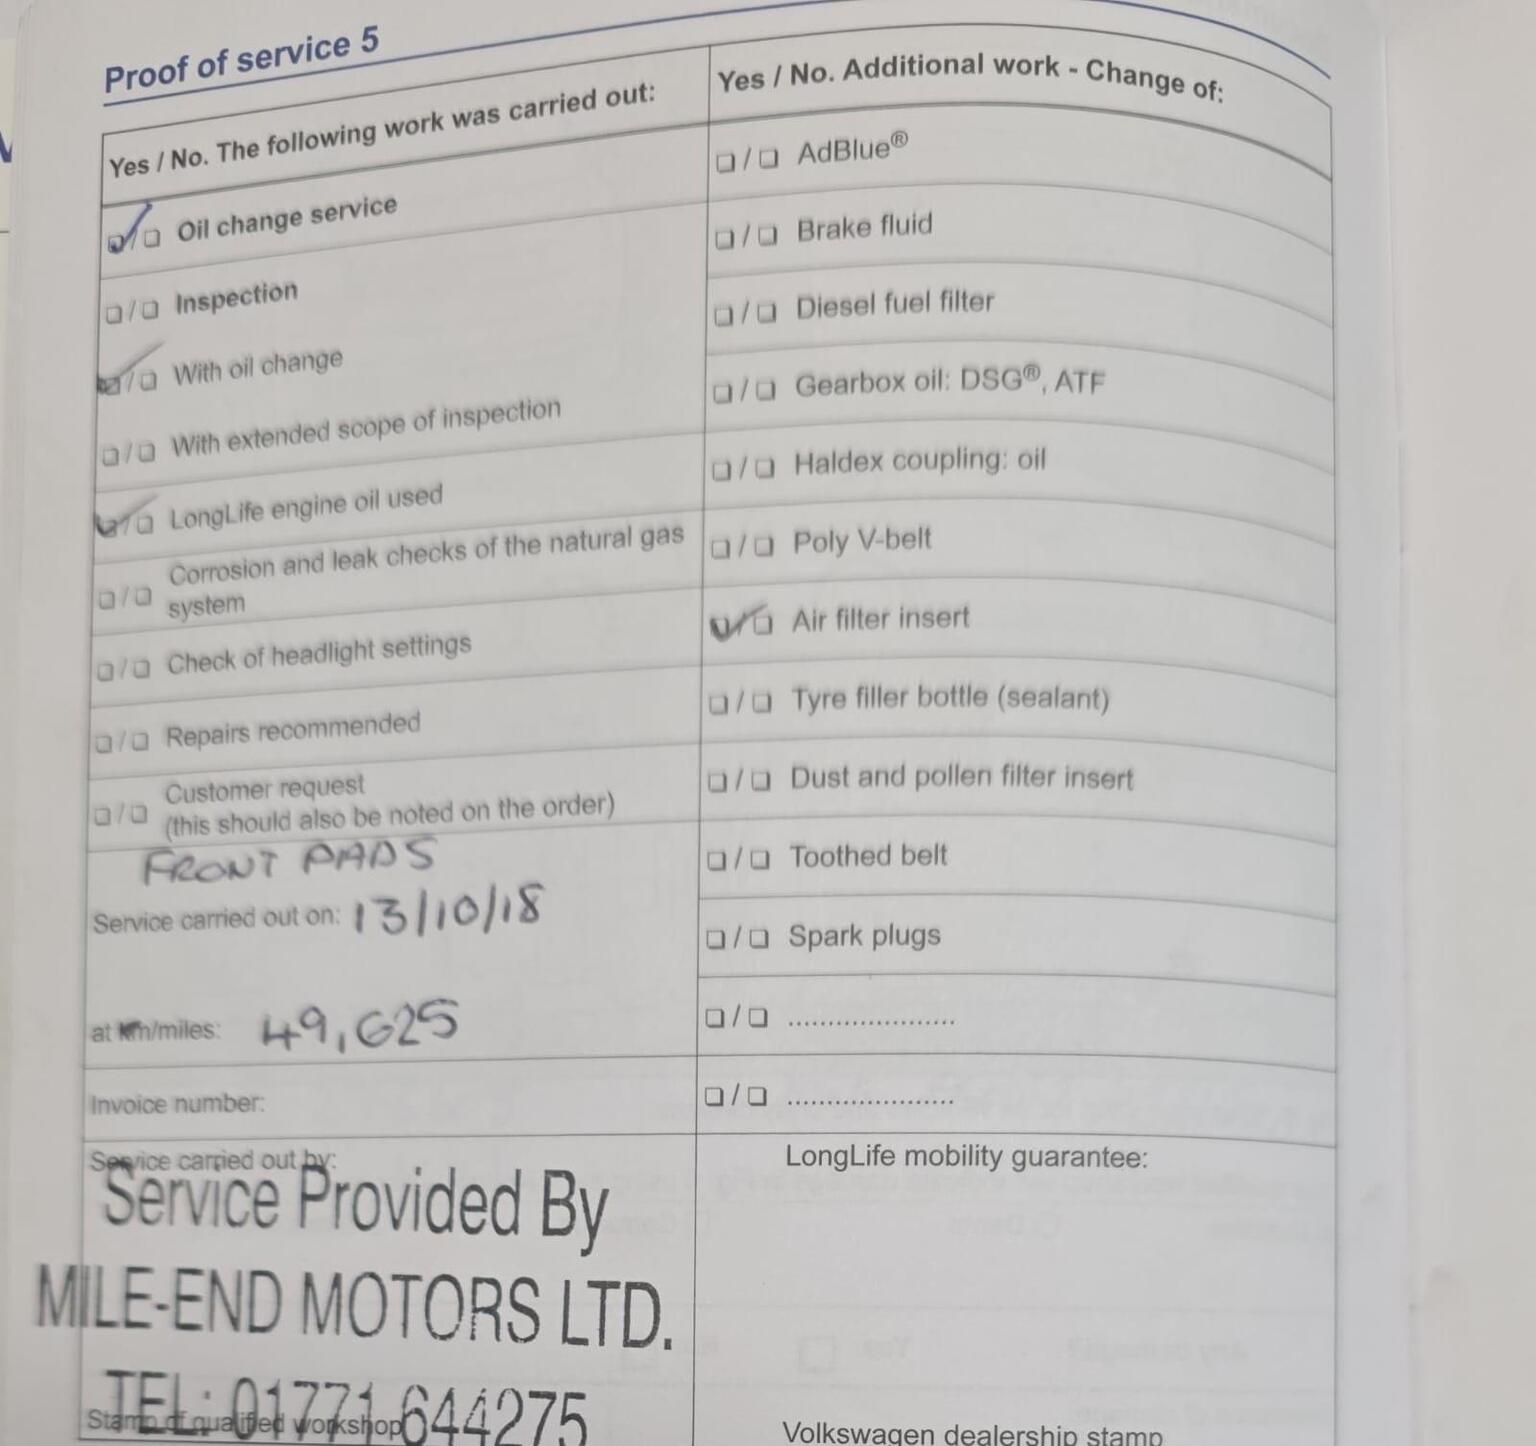 Proof of service 5
Yes / No. The following work was carried out:
Oil change service
Inspection
With oil change
With extended scope of inspection
LongLife engine oil used
Corrosion and leak checks of the natural gas
system
Check of headlight settings
Repairs recommended
Customer request
(this should also be noted on the order)
FRONT PADS
Service carried out on: 13/10/18
at km/miles: 49,625
Invoice number:
Service carried out by:
Service Provided By
MILE-END MOTORS LTD.
TEL: 01771 644275
Stamp of qualified workshop
Yes / No. Additional work - Change of:
AdBlue®
Brake fluid
Diesel fuel filter
Gearbox oil: DSG®, ATF
Haldex coupling: oil
Poly V-belt
Air filter insert
Tyre filler bottle (sealant)
Dust and pollen filter insert
Toothed belt
Spark plugs
.....................
.....................
LongLife mobility guarantee:
Volkswagen dealership stamp